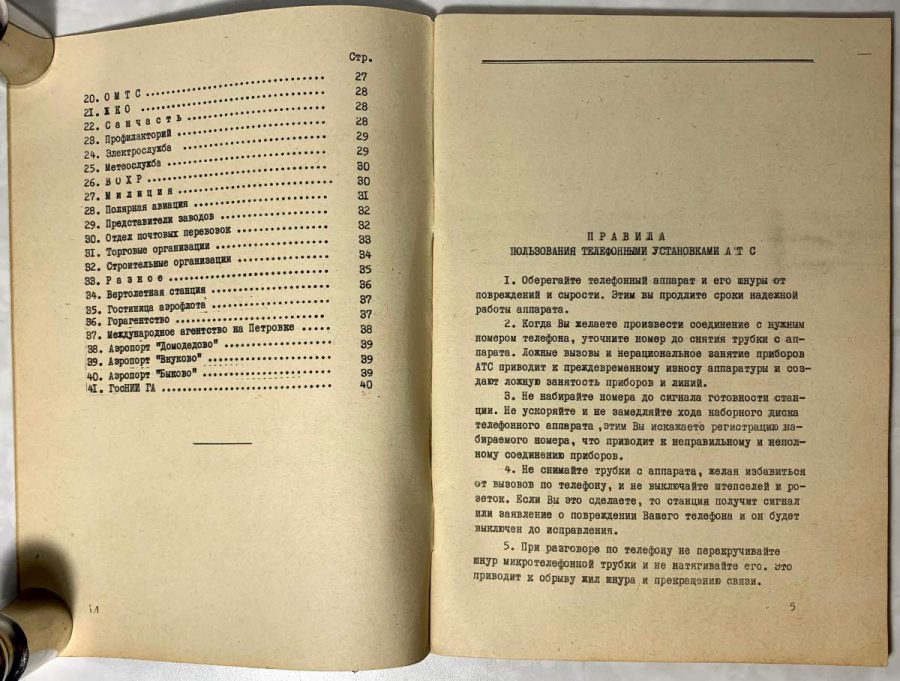 Стр.
20. О М Т С ........................ 27
21. Ж К О ........................ 28
22. С а н ч а с т ь ........................ 28
23. Профилакторий ........................ 28
24. Электрослужба ........................ 29
25. Метеослужба ........................ 29
26. В О Х Р ........................ 30
27. М и л и ц и я ........................ 30
28. Полярная авиация ........................ 31
29. Представители заводов ........................ 32
30. Отдел почтовых перевозок ........................ 32
31. Торговые организации ........................ 33
32. Строительные организации ........................ 34
33. Р а з н о е ........................ 35
34. Вертолетная станция ........................ 36
35. Гостиница аэрофлота ........................ 37
36. Горагентство ........................ 37
37. Международное агентство на Петровке ..... 38
38. Аэропорт "Домодедово" ........................ 39
39. Аэропорт "Внуково" ........................ 39
40. Аэропорт "Быково" ........................ 39
41. ГосНИИ ГА ........................ 40
П Р А В И Л А
ПОЛЬЗОВАНИЯ ТЕЛЕФОННЫМИ УСТАНОВКАМИ А Т С
1. Оберегайте телефонный аппарат и его шнуры от
повреждений и сырости. Этим вы продлите сроки надежной
работы аппарата.
2. Когда Вы желаете произвести соединение с нужным
номером телефона, уточните номер до снятия трубки с ап-
парата. Ложные вызовы и нерациональное занятие приборов
АТС приводит к преждевременному износу аппаратуры и соз-
дают ложную занятость приборов и линий.
3. Не набирайте номера до сигнала готовности стан-
ции. Не ускоряйте и не замедляйте хода наборного диска
телефонного аппарата ,этим Вы искажаете регистрацию на-
бираемого номера, что приводит к неправильному и непол-
ному соединению приборов.
4. Не снимайте трубки с аппарата, желая избавиться
от вызовов по телефону, и не выключайте штепселей и ро-
зеток. Если Вы это сделаете, то станция получит сигнал
или заявление о повреждении Вашего телефона и он будет
выключен до исправления.
5. При разговоре по телефону не перекручивайте
шнур микротелефонной трубки и не натягивайте его. Это
приводит к обрыву жил шнура и прекращению связи.
5